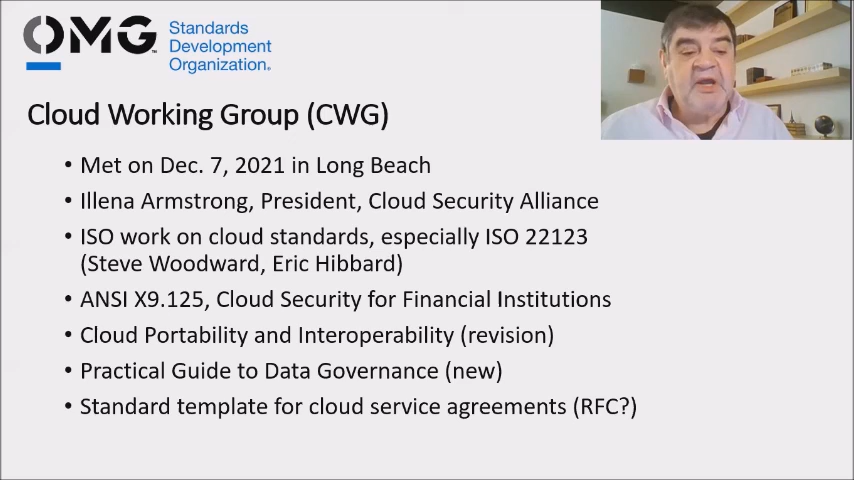 OMG™ Standards
Development
Organization®
Cloud Working Group (CWG)
• Met on Dec. 7, 2021 in Long Beach
• Illena Armstrong, President, Cloud Security Alliance
• ISO work on cloud standards, especially ISO 22123
(Steve Woodward, Eric Hibbard)
• ANSI X9.125, Cloud Security for Financial Institutions
• Cloud Portability and Interoperability (revision)
• Practical Guide to Data Governance (new)
• Standard template for cloud service agreements (RFC?)